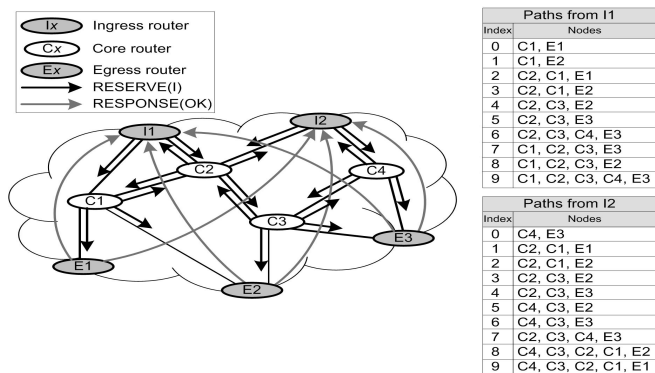 Ix Ingress router
Cx Core router
Ex Egress router
RESERVE(I)
RESPONSE(OK)
I1
I2
C2
C4
C1
C3
E1
E2
E3
Paths from I1
Index Nodes
0 C1, E1
1 C1, E2
2 C2, C1, E1
3 C2, C1, E2
4 C2, C3, E2
5 C2, C3, E3
6 C2, C3, C4, E3
7 C1, C2, C3, E3
8 C1, C2, C3, E2
9 C1, C2, C3, C4, E3
Paths from I2
Index Nodes
0 C4, E3
1 C2, C1, E1
2 C2, C1, E2
3 C2, C3, E2
4 C2, C3, E3
5 C4, C3, E2
6 C4, C3, E3
7 C2, C3, C4, E3
8 C4, C3, C2, C1, E2
9 C4, C3, C2, C1, E1